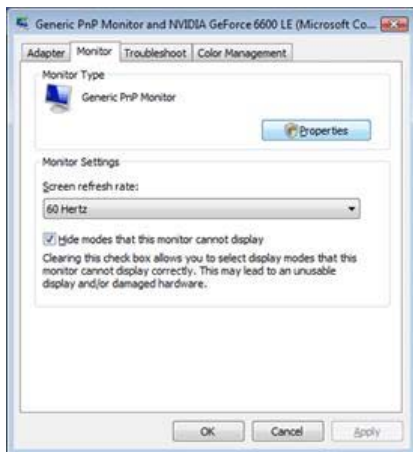 Generic PnP Monitor and NVIDIA GeForce 6600 LE (Microsoft Co...
Adapter Monitor Troubleshoot Color Management
Monitor Type
Generic PnP Monitor
Properties
Monitor Settings
Screen refresh rate:
60 Hertz
Hide modes that this monitor cannot display
Clearing this check box allows you to select display modes that this
monitor cannot display correctly. This may lead to an unusable
display and/or damaged hardware.
OK Cancel Apply